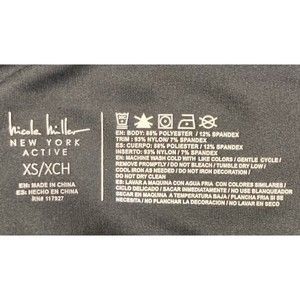 nicole miller
NEW YORK
ACTIVE
XS/XCH
EN: MADE IN CHINA
ES: HECHO EN CHINA
RN# 117927
EN: BODY: 88% POLYESTER / 12% SPANDEX
TRIM: 93% NYLON / 7% SPANDEX
ES: CUERPO: 88% POLYESTER / 12% SPANDEX
INSERTO: 93% NYLON / 7% SPANDEX
EN: MACHINE WASH COLD WITH LIKE COLORS / GENTLE CYCLE /
REMOVE PROMPTLY / DO NOT BLEACH / TUMBLE DRY LOW /
COOL IRON AS NEEDED / DO NOT IRON DECORATION /
DO NOT DRY CLEAN
ES: LAVAR A MAQUINA CON AGUA FRIA CON COLORES SIMILARES /
CICLO DELICADO / SACAR INMEDIATAMENTE / NO USE BLANQUEADOR
SECAR EN MAQUINA A TEMPERATURA BAJA / PLANCHA FRIA SI ES
NECESITA / NO PLANCHAR LA DECORACION / NO LAVAR EN SECO